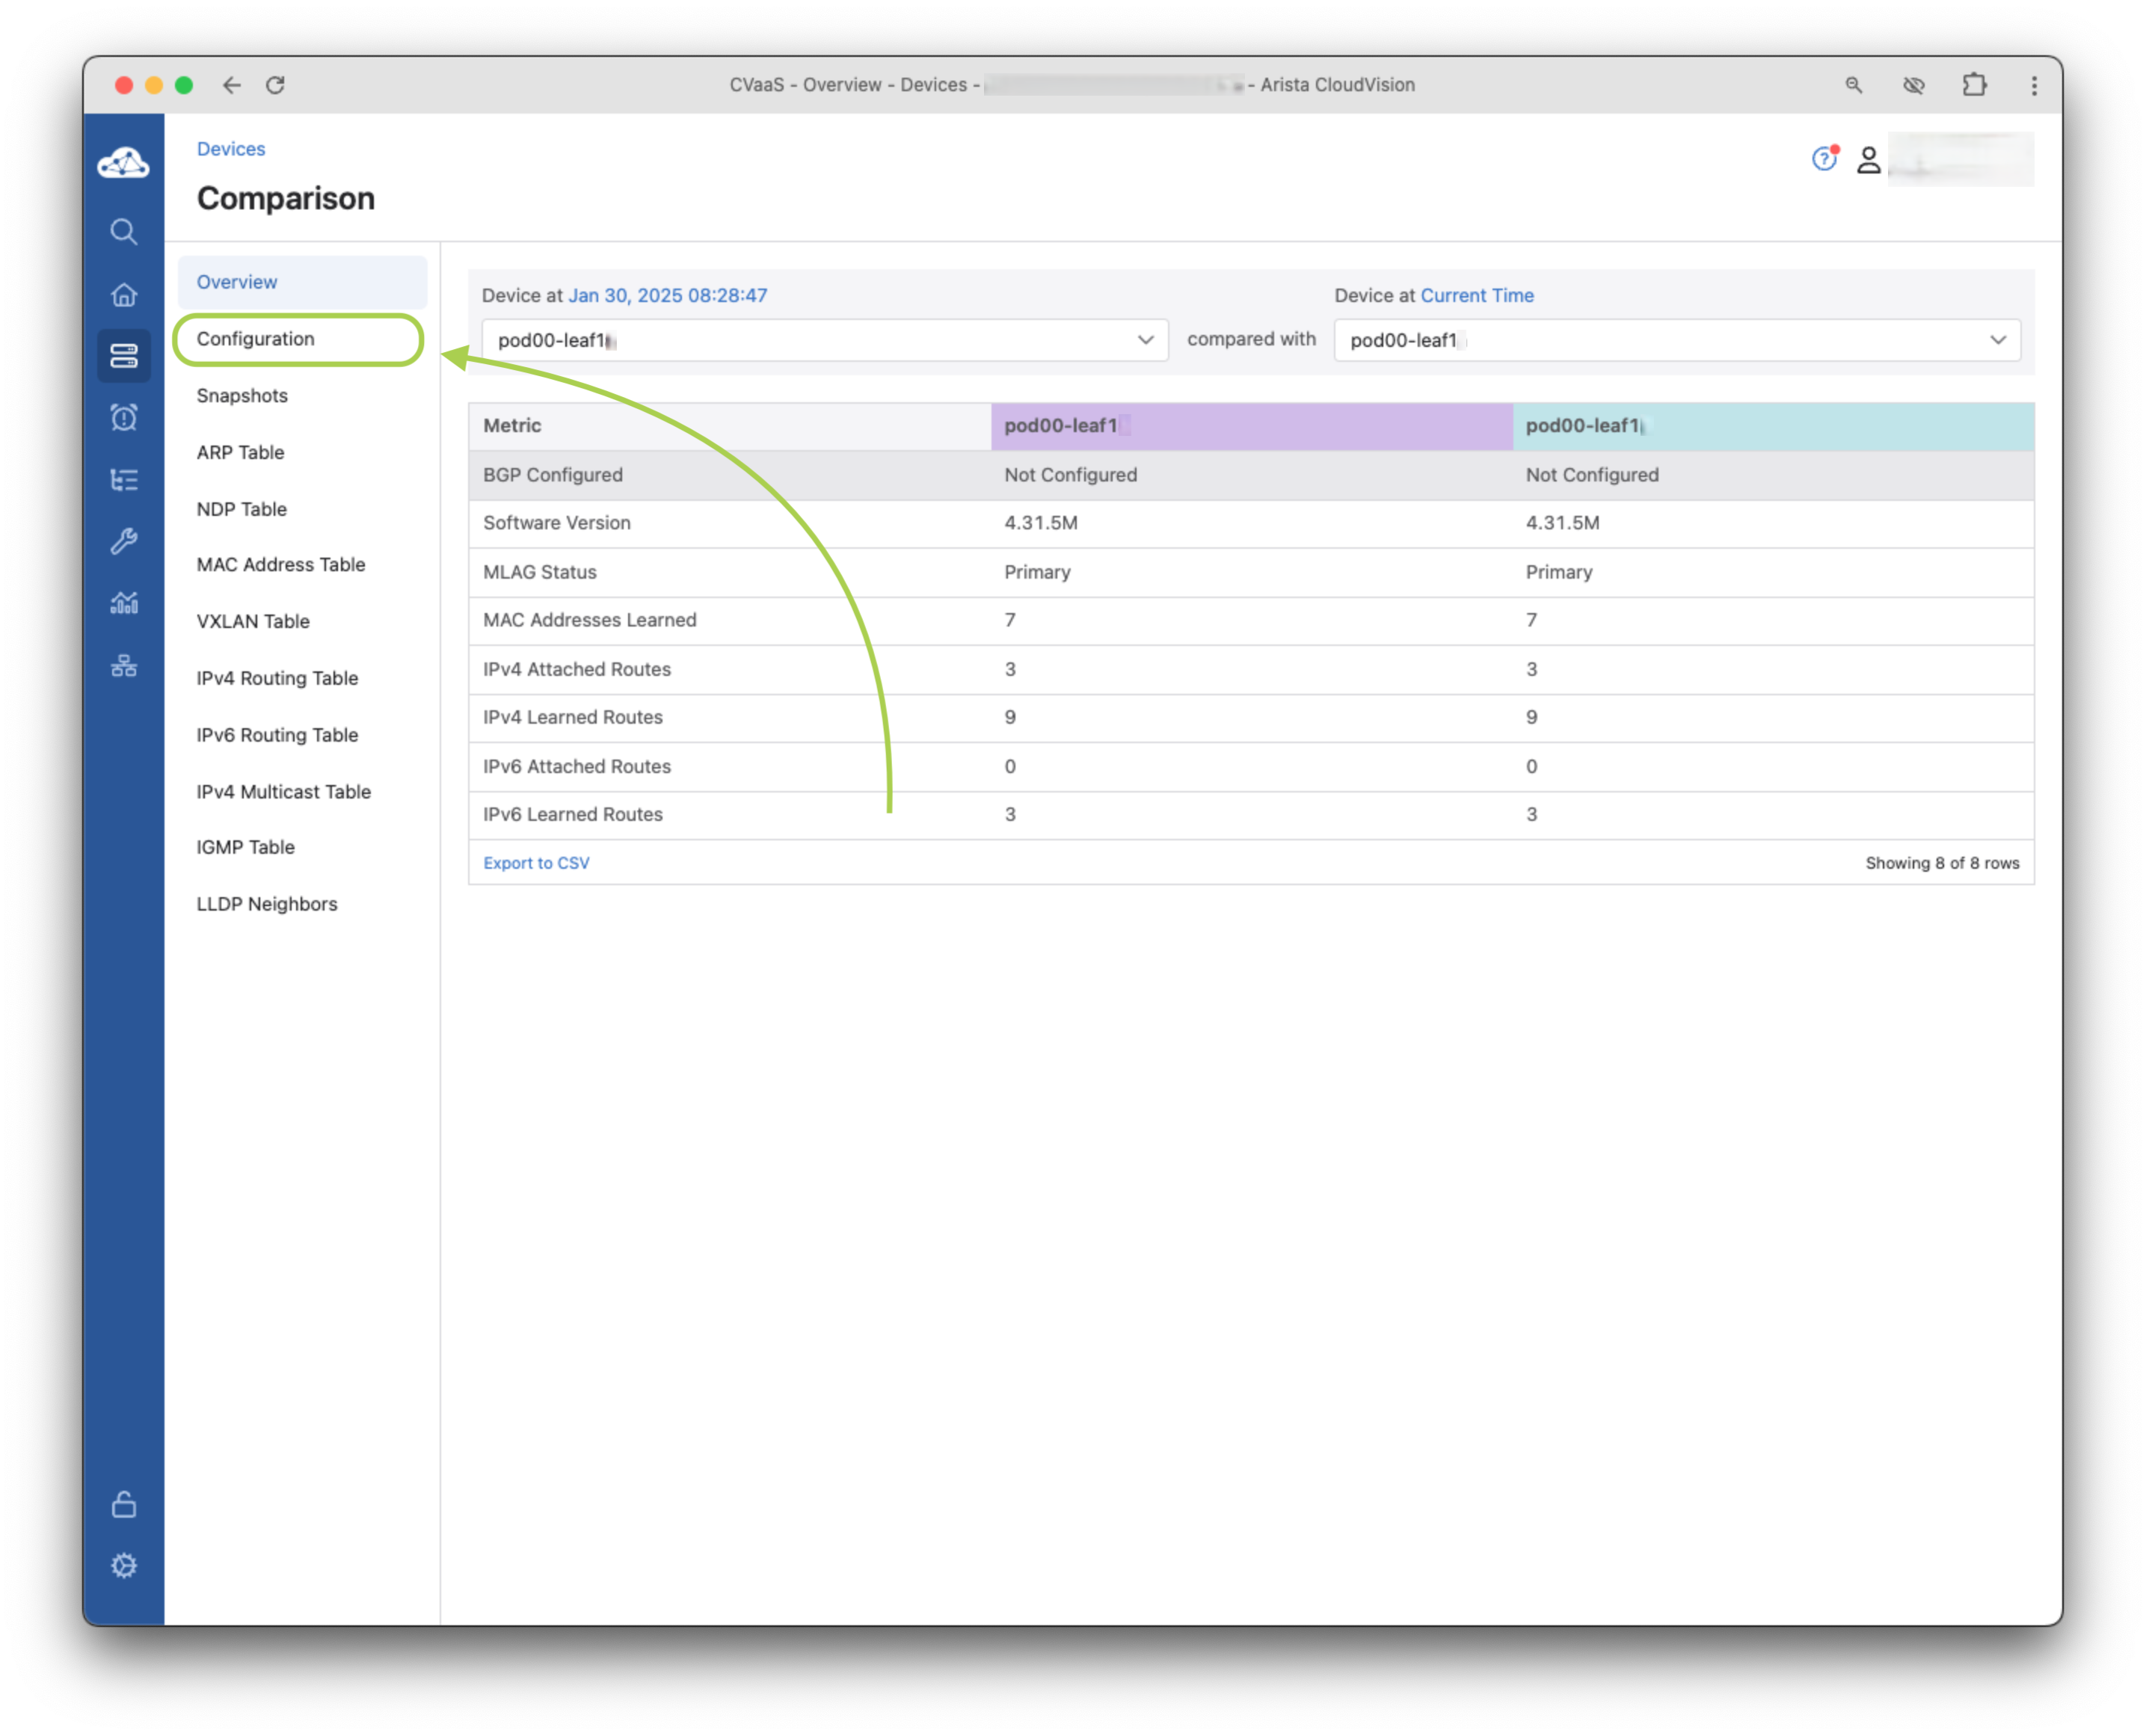 CVaaS - Overview - Devices - - Arista CloudVision
Devices
Comparison
Overview
Configuration
Snapshots
ARP Table
NDP Table
MAC Address Table
VXLAN Table
IPv4 Routing Table
IPv6 Routing Table
IPv4 Multicast Table
IGMP Table
LLDP Neighbors
Device at Jan 30, 2025 08:28:47
Device at Current Time
pod00-leaf1
compared with
pod00-leaf1
Metric pod00-leaf1 pod00-leaf1
BGP Configured Not Configured Not Configured
Software Version 4.31.5M 4.31.5M
MLAG Status Primary Primary
MAC Addresses Learned 7 7
IPv4 Attached Routes 3 3
IPv4 Learned Routes 9 9
IPv6 Attached Routes 0 0
IPv6 Learned Routes 3 3
Export to CSV
Showing 8 of 8 rows